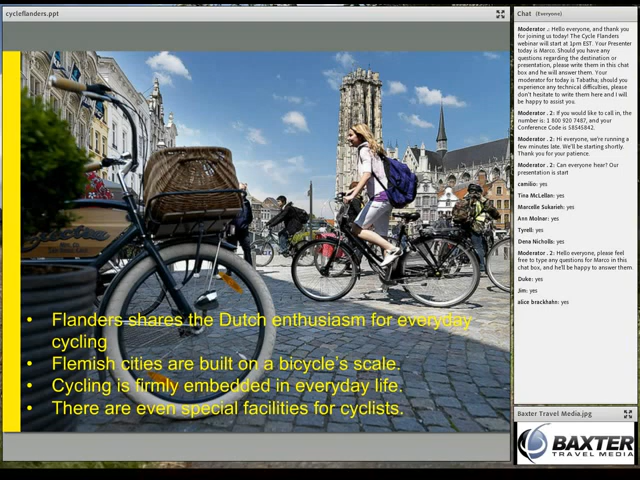 cycleflanders.ppt
Flanders shares the Dutch enthusiasm for everyday
cycling
Flemish cities are built on a bicycle's scale.
Cycling is firmly embedded in everyday life.
There are even special facilities for cyclists.
Chat (Everyone)
Moderator .: Hello everyone, and thank you
for joining us today! The Cycle Flanders
webinar will start at 1pm EST. Your Presenter
today is Marco. Should you have any
questions regarding the destination or
presentation, please write them in this chat
box and he will answer them. Your
moderator for today is Tabatha; should you
experience any technical difficulties, please
don't hesitate to write them here and I will
be happy to assist you.
Moderator . 2: If you would like to call in, the
number is: 1 800 920 7487, and your
Conference Code is 58545842.
Moderator . 2: Hi everyone, we're running a
few minutes late. We'll be starting shortly.
Thank you for your patience.
Moderator . 2: Can everyone hear? Our
presentation is start
camilio: yes
Tina McLellan: yes
Marcelle Sukarieh: yes
Ann Molnar: yes
Tyrell: yes
Dena Nicholls: yes
Moderator . 2: Hello everyone, please feel
free to type any questions for Marco in this
chat box, and he'll be happy to answer them.
Duke: yes
Jim: yes
alice brackhahn: yes
Baxter Travel Media.jpg
BAXTER
TRAVEL MEDIA